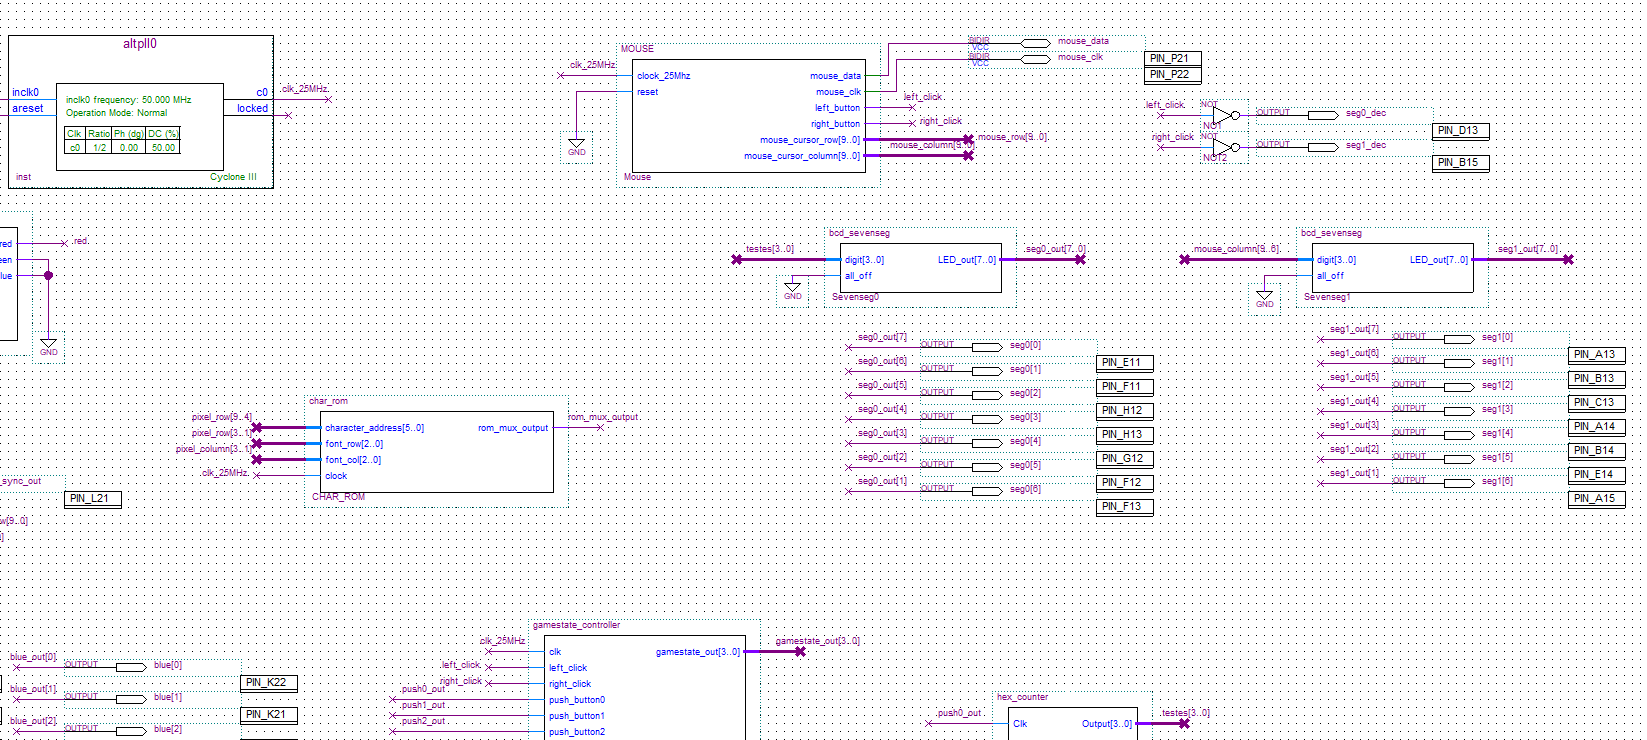 altpll0
inclk0
areset
inclk0 frequency: 50.000 MHz
Operation Mode: Normal
Clk Ratio Ph (dg) DC (%)
c0 1/2 0.00 50.00
c0
locked
clk_25MHz
inst
Cyclone III
MOUSE
clk_25MHz
clock_25Mhz
reset
mouse_data
mouse_clk
left_button
right_button
mouse_cursor_row[9..0]
mouse_cursor_column[9..0]
Mouse
GND
left_click
right_click
mouse_row[9..0]
mouse_column[9..0]
BIDIR
VCC
mouse_data
BIDIR
VCC
mouse_clk
PIN_P21
PIN_P22
left_click
NOT
NOT1
OUTPUT
seg0_dec
right_click
NOT
NOT2
OUTPUT
seg1_dec
PIN_D13
PIN_B15
red
een
lue
red
GND
testes[3..0]
bcd_sevenseg
digit[3..0]
all_off
LED_out[7..0]
seg0_out[7..0]
Sevenseg0
GND
mouse_column[9..6]
bcd_sevenseg
digit[3..0]
all_off
LED_out[7..0]
seg1_out[7..0]
Sevenseg1
GND
seg0_out[7] OUTPUT seg0[0]
PIN_E11
seg0_out[6] OUTPUT seg0[1]
PIN_F11
seg0_out[5] OUTPUT seg0[2]
PIN_H12
seg0_out[4] OUTPUT seg0[3]
PIN_H13
seg0_out[3] OUTPUT seg0[4]
PIN_G12
seg0_out[2] OUTPUT seg0[5]
PIN_F12
seg0_out[1] OUTPUT seg0[6]
PIN_F13
seg1_out[7] OUTPUT seg1[0]
PIN_A13
seg1_out[6] OUTPUT seg1[1]
PIN_B13
seg1_out[5] OUTPUT seg1[2]
PIN_C13
seg1_out[4] OUTPUT seg1[3]
PIN_A14
seg1_out[3] OUTPUT seg1[4]
PIN_B14
seg1_out[2] OUTPUT seg1[5]
PIN_E14
seg1_out[1] OUTPUT seg1[6]
PIN_A15
char_rom
pixel_row[9..4]
pixel_row[3..1]
pixel_column[3..1]
clk_25MHz
character_address[5..0]
font_row[2..0]
font_col[2..0]
clock
rom_mux_output
rom_mux_output
CHAR_ROM
_sync_out
PIN_L21
w[9..0]
]
blue_out[0] OUTPUT blue[0]
PIN_K22
blue_out[1] OUTPUT blue[1]
PIN_K21
blue_out[2] OUTPUT blue[2]
gamestate_controller
clk_25MHz
left_click
right_click
push0_out
push1_out
push2_out
clk
left_click
right_click
push_button0
push_button1
push_button2
gamestate_out[3..0]
gamestate_out[3..0]
hex_counter
push0_out
Clk
Output[3..0]
testes[3..0]